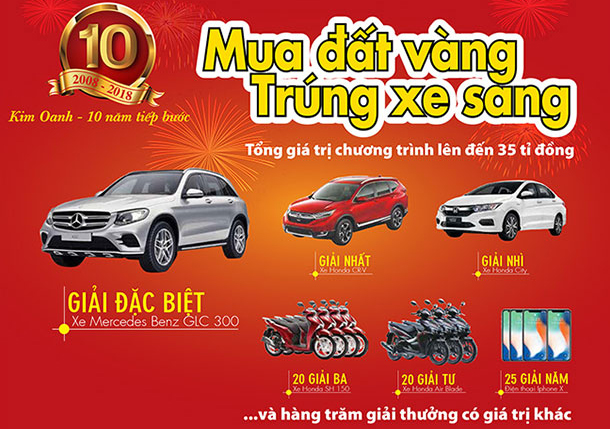 10
2008 - 2018
Kim Oanh - 10 năm tiếp bước
Mua đất vàng
Trúng xe sang
Tổng giá trị chương trình lên đến 35 tỉ đồng
GIẢI ĐẶC BIỆT
Xe Mercedes Benz GLC 300
GIẢI NHẤT
Xe Honda CRV
GIẢI NHÌ
Xe Honda City
20 GIẢI BA
Xe Honda SH 150
20 GIẢI TƯ
Xe Honda Air Blade
25 GIẢI NĂM
Điện thoại Iphone X
...và hàng trăm giải thưởng có giá trị khác